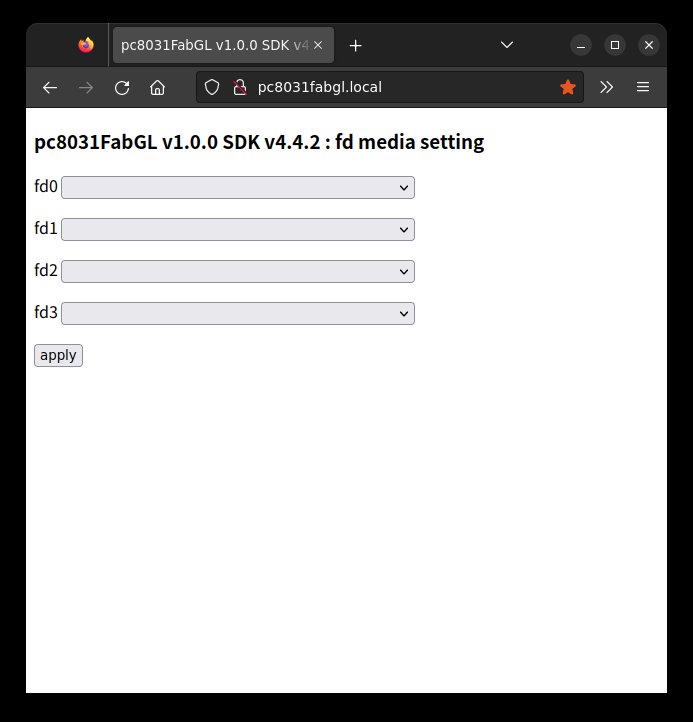 pc8031FabGL v1.0.0 SDK v4
pc8031fabgl.local
pc8031FabGL v1.0.0 SDK v4.4.2 : fd media setting
fd0
fd1
fd2
fd3
apply